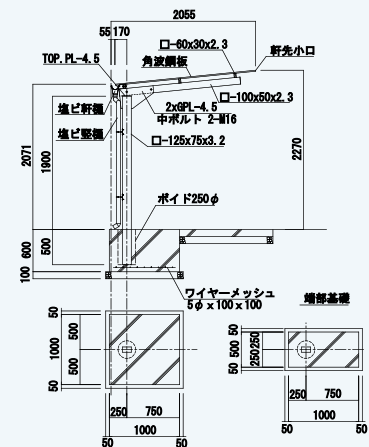 2055
55 170
□-60x30x2.3
軒先小口
TOP.PL-4.5
角波鋼板
□-100x50x2.3
塩ビ軒樋
2xGPL-4.5
中ボルト 2-M16
塩ビ竪樋
□-125x75x3.2
2071
1900
2270
ボイド250φ
600
500
100
ワイヤーメッシュ
5φx100x100
端部基礎
50
500
1000
500
50
50
250
500
250
50
250 750
1000
50 50
250 750
1000
50 50